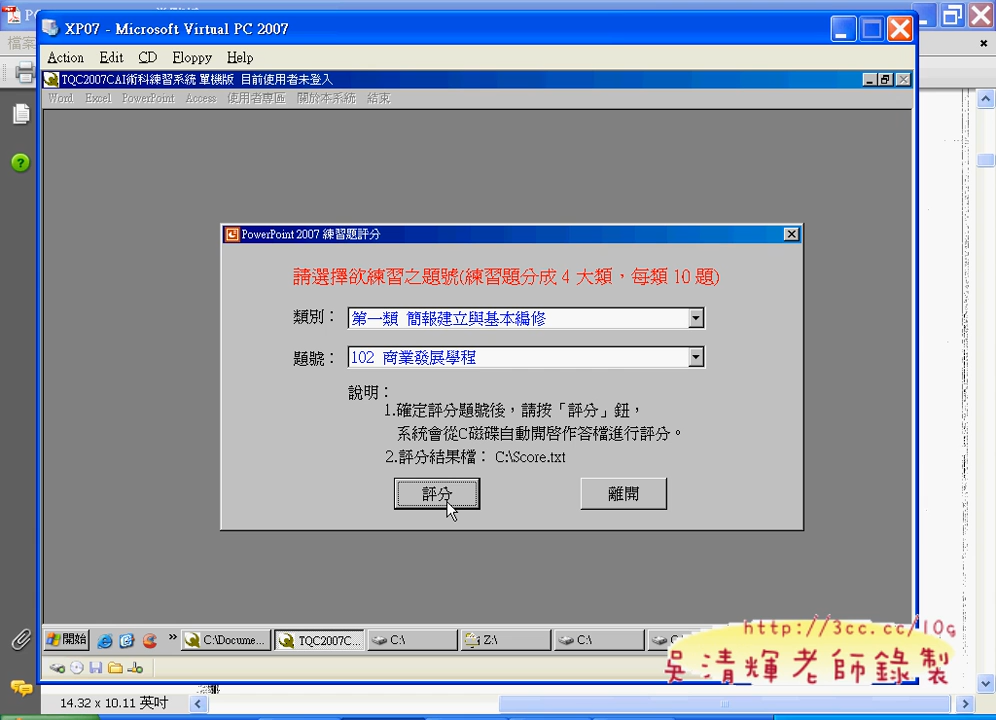 XP07 - Microsoft Virtual PC 2007
Action Edit CD Floppy Help
TQC2007CAI術科練習系統 單機版 目前使用者未登入
Word Excel PowerPoint Access 使用者專區 關於本系統 結束
PowerPoint 2007 練習題評分
請選擇欲練習之題號(練習題分成 4 大類，每類 10 題)
類別： 第一類 簡報建立與基本編修
題號： 102 商業發展學程
說明：
1.確定評分題號後，請按「評分」鈕，
系統會從C磁碟自動開啓作答檔進行評分。
2.評分結果檔： C:\Score.txt
評分 離開
開始 » C:\Docume... TQC2007C... C:\ Z:\ C:\
http://3cc.cc/10g
吳清輝老師錄製
14.32 x 10.11 英吋